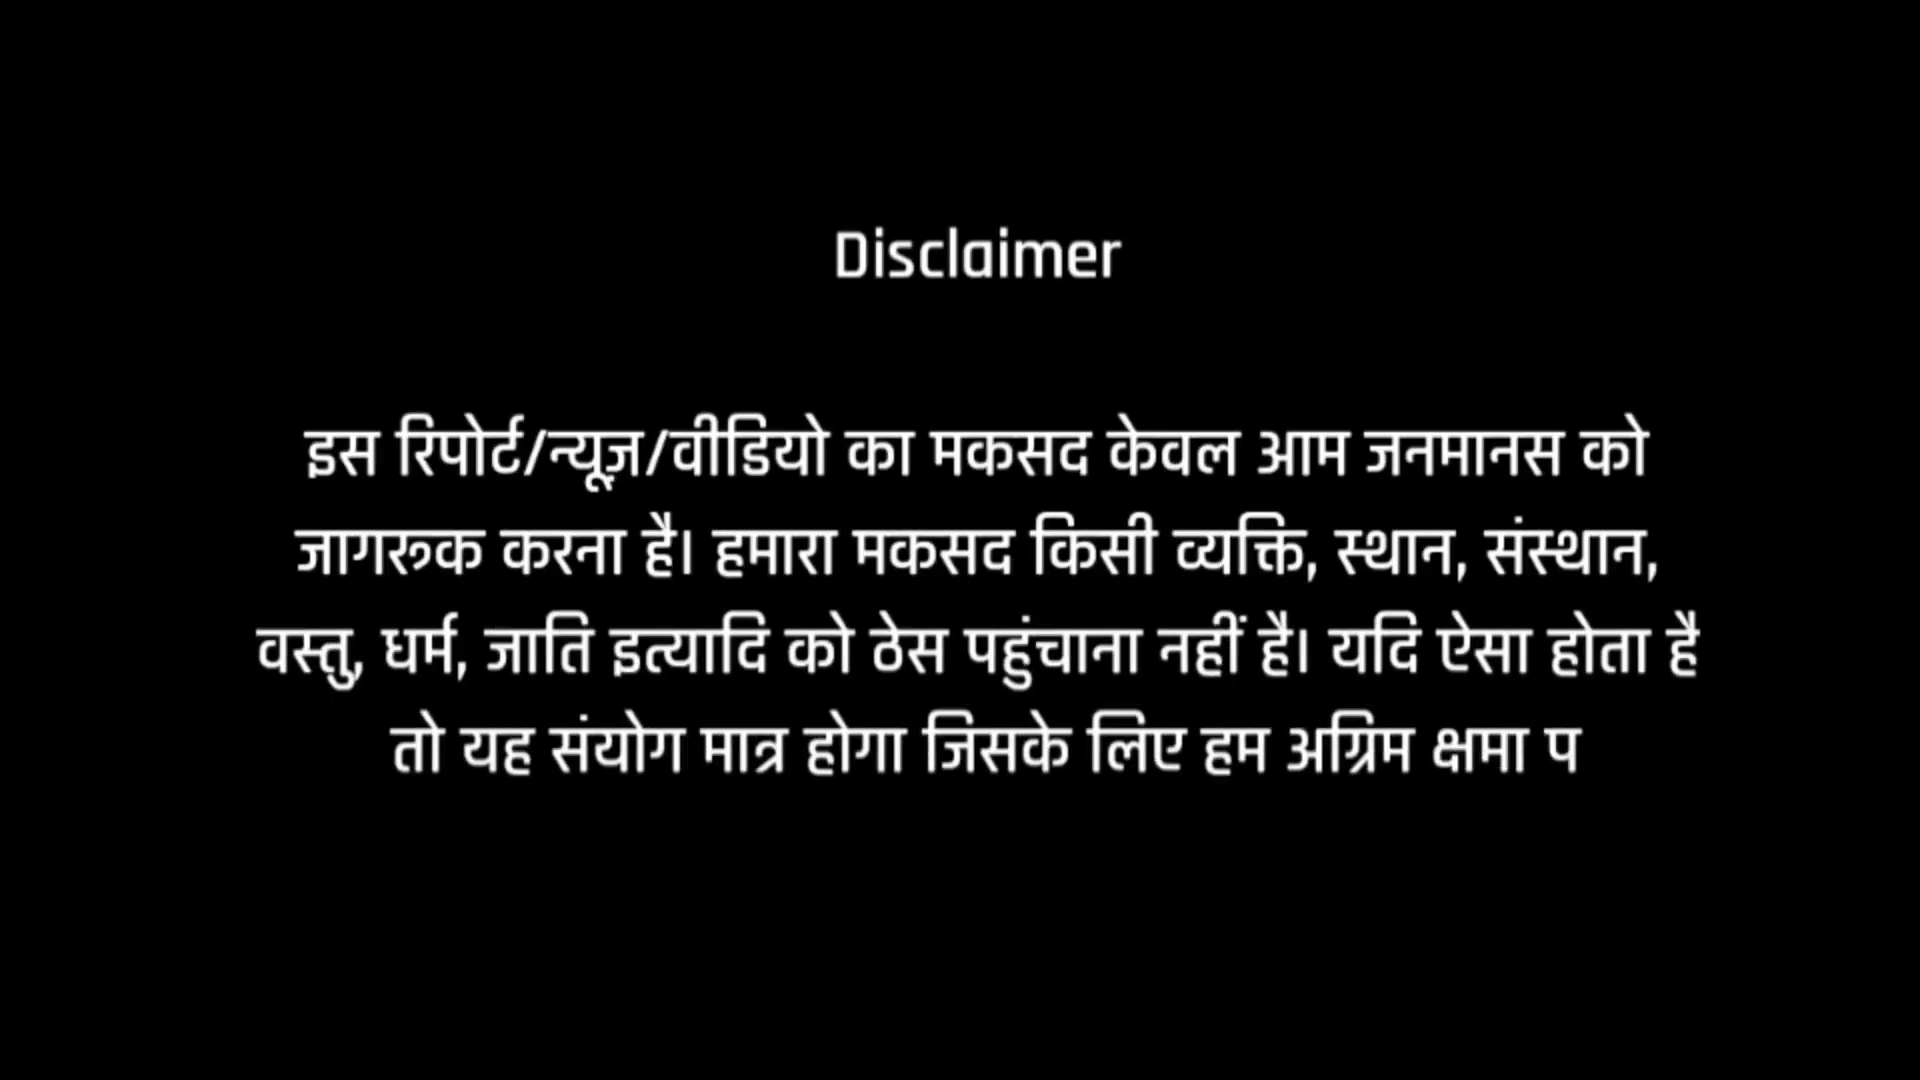 Disclaimer
इस रिपोर्ट/न्यूज़/वीडियो का मकसद केवल आम जनमानस को
जागरूक करना है। हमारा मकसद किसी व्यक्ति, स्थान, संस्थान,
वस्तु, धर्म, जाति इत्यादि को ठेस पहुंचाना नहीं है। यदि ऐसा होता है
तो यह संयोग मात्र होगा जिसके लिए हम अग्रिम क्षमा प